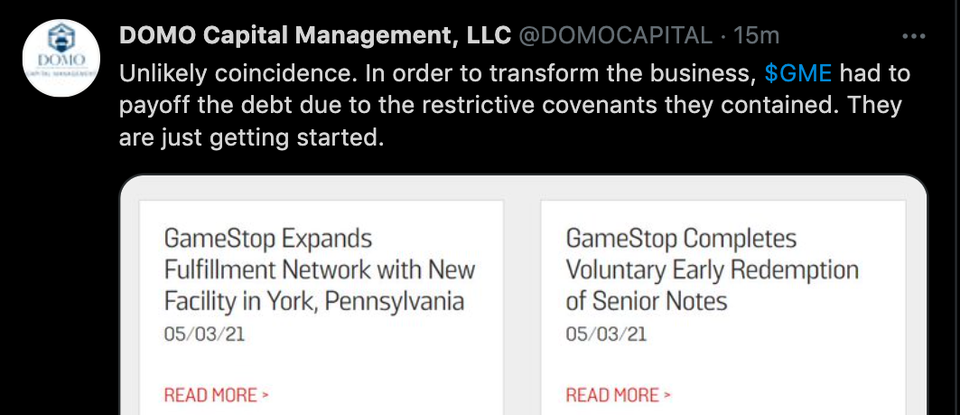 DOMO Capital Management, LLC @DOMOCAPITAL · 15m
DOMO
CAPITAL MANAGEMENT
Unlikely coincidence. In order to transform the business, $GME had to
payoff the debt due to the restrictive covenants they contained. They
are just getting started.
GameStop Expands
Fulfillment Network with New
Facility in York, Pennsylvania
05/03/21
READ MORE >
GameStop Completes
Voluntary Early Redemption
of Senior Notes
05/03/21
READ MORE >